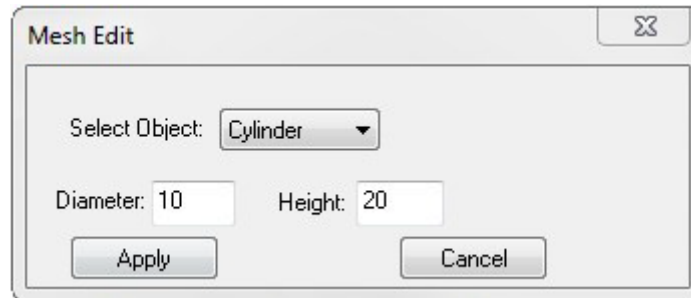 Mesh Edit
Select Object: Cylinder
Diameter: 10 Height: 20
Apply Cancel